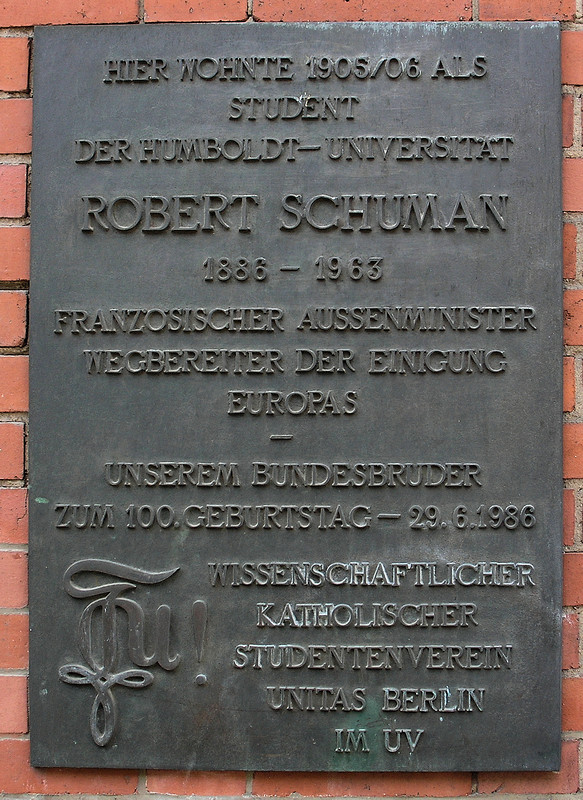 HIER WOHNTE 1905/06 ALS
STUDENT
DER HUMBOLDT-UNIVERSITÄT
ROBERT SCHUMAN
1886 - 1963
FRANZÖSISCHER AUSSENMINISTER
WEGBEREITER DER EINIGUNG
EUROPAS
—
UNSEREM BUNDESBRUDER
ZUM 100. GEBURTSTAG - 29.6.1986
WISSENSCHAFTLICHER
KATHOLISCHER
STUDENTENVEREIN
UNITAS BERLIN
IM UV